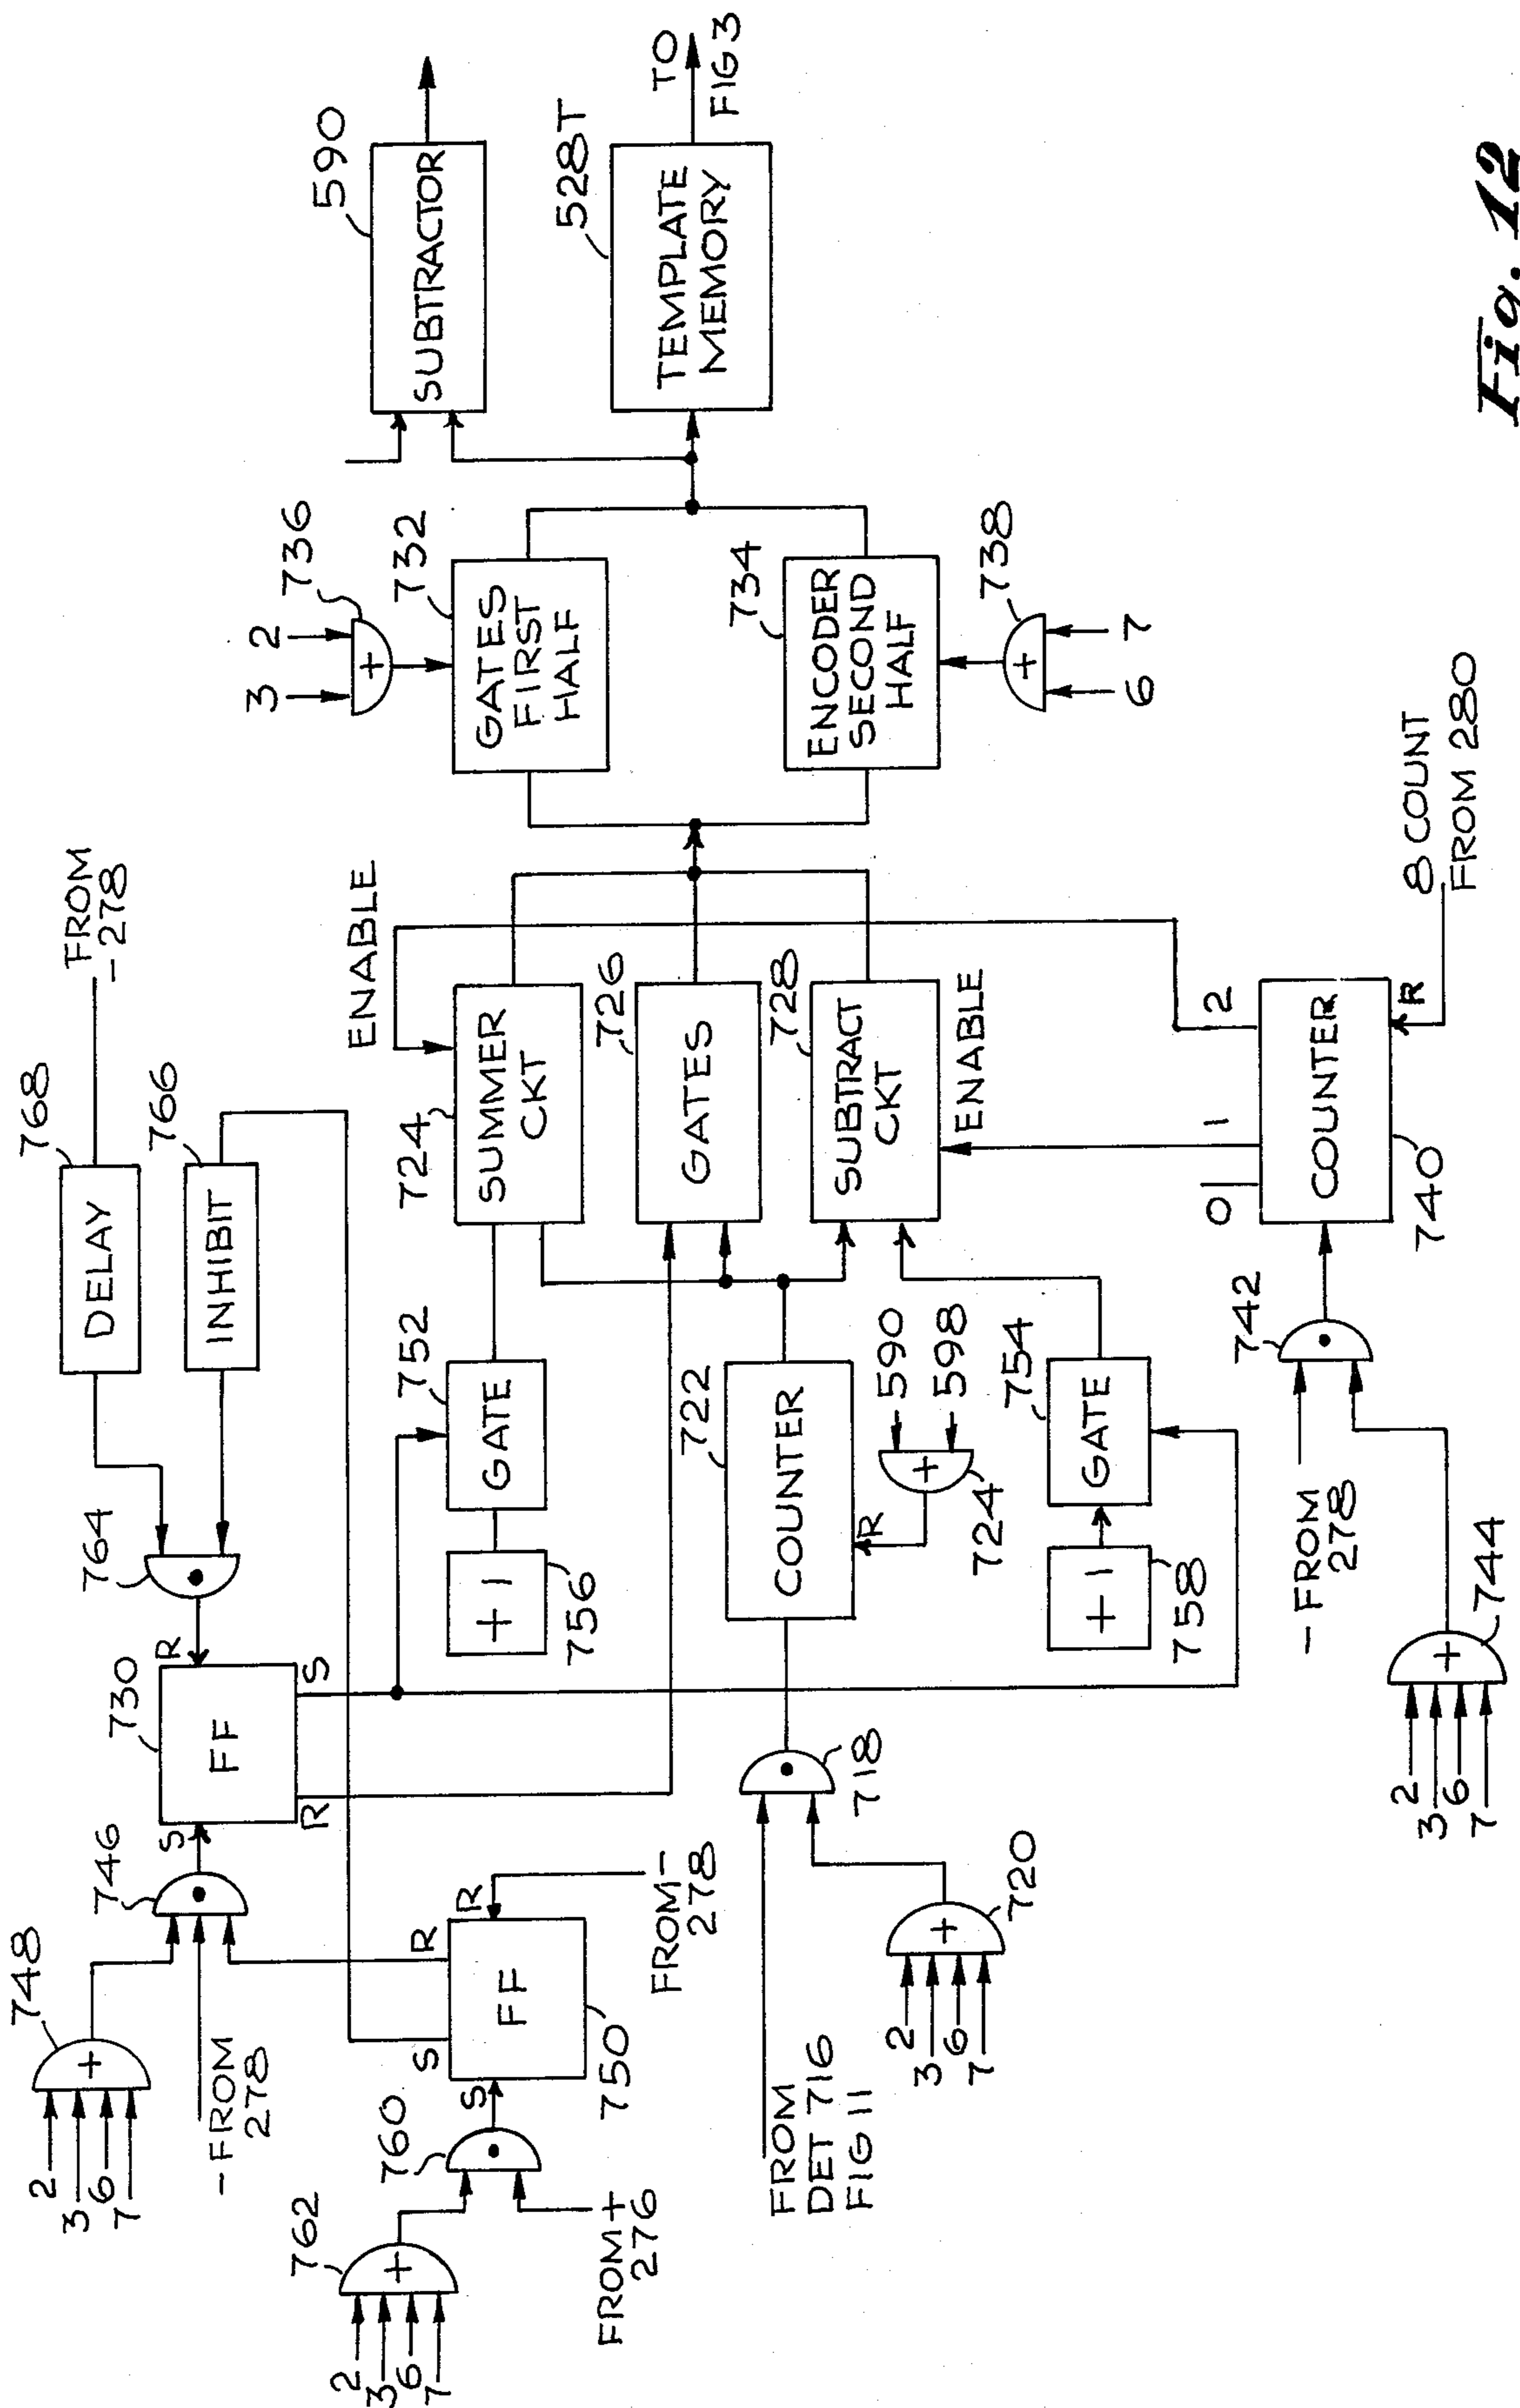 2
3
6
7
748
-FROM
278
746
S
730
FF
R
S
R
764
768
DELAY
FROM
-278
766
INHIBIT
2
3
6
7
762
760
FROM+
276
S
S
R
FF
750
R
FROM-
278
752
GATE
+1
756
724
SUMMER
CKT
ENABLE
726
GATES
728
SUBTRACT
CKT
ENABLE
3
2
736
732
GATES
FIRST
HALF
734
ENCODER
SECOND
HALF
738
6
7
590
SUBTRACTOR
528T
TEMPLATE
MEMORY
TO
FIG 3
FROM
DET 716
FIG 11
718
2
3
6
7
720
722
COUNTER
R
590
598
724
754
GATE
+1
758
-FROM
278
742
2
3
6
7
744
0
1
2
COUNTER
740
R
8 COUNT
FROM 280
Fig. 12